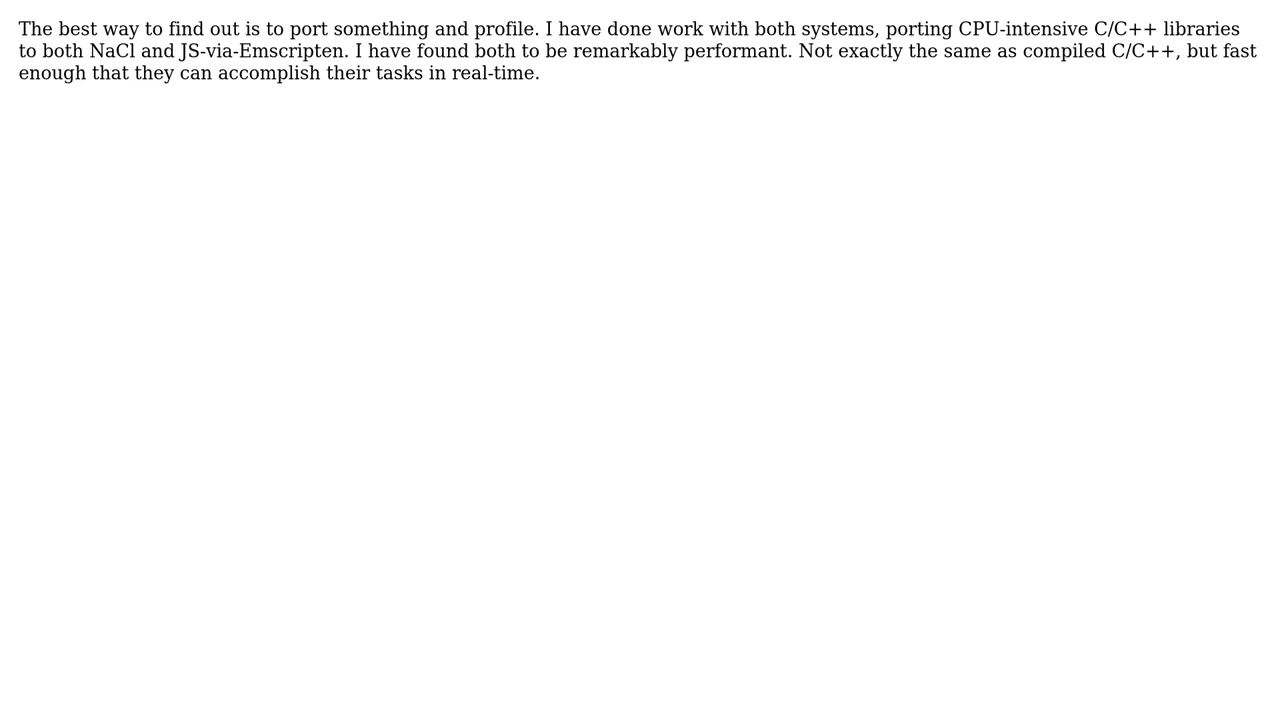 The best way to find out is to port something and profile. I have done work with both systems, porting CPU-intensive C/C++ libraries
to both NaCl and JS-via-Emscripten. I have found both to be remarkably performant. Not exactly the same as compiled C/C++, but fast
enough that they can accomplish their tasks in real-time.